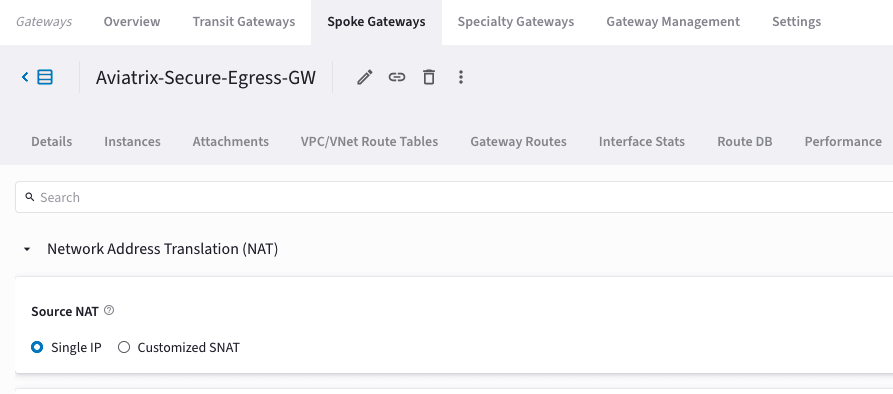 Gateways Overview Transit Gateways Spoke Gateways Specialty Gateways Gateway Management Settings
Aviatrix-Secure-Egress-GW
Details Instances Attachments VPC/VNet Route Tables Gateway Routes Interface Stats Route DB Performance
Search
Network Address Translation (NAT)
Source NAT
Single IP Customized SNAT